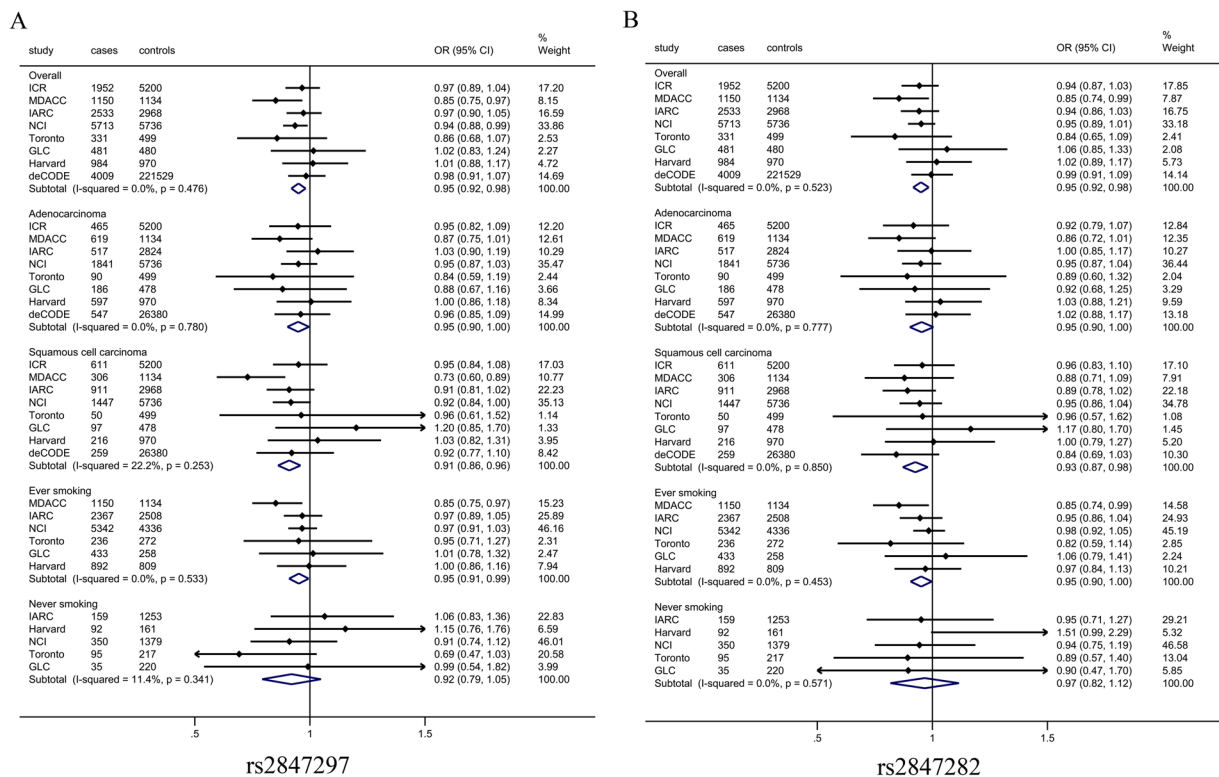 A
%
study cases controls OR (95% CI) Weight
Overall
ICR 1952 5200 0.97 (0.89, 1.04) 17.20
MDACC 1150 1134 0.85 (0.75, 0.97) 8.15
IARC 2533 2968 0.97 (0.90, 1.05) 16.59
NCI 5713 5736 0.94 (0.88, 0.99) 33.86
Toronto 331 499 0.86 (0.68, 1.07) 2.53
GLC 481 480 1.02 (0.83, 1.24) 2.27
Harvard 984 970 1.01 (0.88, 1.17) 4.72
deCODE 4009 221529 0.98 (0.91, 1.07) 14.69
Subtotal (I-squared = 0.0%, p = 0.476) 0.95 (0.92, 0.98) 100.00
Adenocarcinoma
ICR 465 5200 0.95 (0.82, 1.09) 12.20
MDACC 619 1134 0.87 (0.75, 1.01) 12.61
IARC 517 2824 1.03 (0.90, 1.19) 10.29
NCI 1841 5736 0.95 (0.87, 1.03) 35.47
Toronto 90 499 0.84 (0.59, 1.19) 2.44
GLC 186 478 0.88 (0.67, 1.16) 3.66
Harvard 597 970 1.00 (0.86, 1.18) 8.34
deCODE 547 26380 0.96 (0.85, 1.09) 14.99
Subtotal (I-squared = 0.0%, p = 0.780) 0.95 (0.90, 1.00) 100.00
Squamous cell carcinoma
ICR 611 5200 0.95 (0.84, 1.08) 17.03
MDACC 306 1134 0.73 (0.60, 0.89) 10.77
IARC 911 2968 0.91 (0.81, 1.02) 22.23
NCI 1447 5736 0.92 (0.84, 1.00) 35.13
Toronto 50 499 0.96 (0.61, 1.52) 1.14
GLC 97 478 1.20 (0.85, 1.70) 1.33
Harvard 216 970 1.03 (0.82, 1.31) 3.95
deCODE 259 26380 0.92 (0.77, 1.10) 8.42
Subtotal (I-squared = 22.2%, p = 0.253) 0.91 (0.86, 0.96) 100.00
Ever smoking
MDACC 1150 1134 0.85 (0.75, 0.97) 15.23
IARC 2367 2508 0.97 (0.89, 1.05) 25.89
NCI 5342 4336 0.97 (0.91, 1.03) 46.16
Toronto 236 272 0.95 (0.71, 1.27) 2.31
GLC 433 258 1.01 (0.78, 1.32) 2.47
Harvard 892 809 1.00 (0.86, 1.16) 7.94
Subtotal (I-squared = 0.0%, p = 0.533) 0.95 (0.91, 0.99) 100.00
Never smoking
IARC 159 1253 1.06 (0.83, 1.36) 22.83
Harvard 92 161 1.15 (0.76, 1.76) 6.59
NCI 350 1379 0.91 (0.74, 1.12) 46.01
Toronto 95 217 0.69 (0.47, 1.03) 20.58
GLC 35 220 0.99 (0.54, 1.82) 3.99
Subtotal (I-squared = 11.4%, p = 0.341) 0.92 (0.79, 1.05) 100.00
.5 1 1.5
rs2847297
B
%
study cases controls OR (95% CI) Weight
Overall
ICR 1952 5200 0.94 (0.87, 1.03) 17.85
MDACC 1150 1134 0.85 (0.74, 0.99) 7.87
IARC 2533 2968 0.94 (0.86, 1.03) 16.75
NCI 5713 5736 0.95 (0.89, 1.01) 33.18
Toronto 331 499 0.84 (0.65, 1.09) 2.41
GLC 481 480 1.06 (0.85, 1.33) 2.08
Harvard 984 970 1.02 (0.89, 1.17) 5.73
deCODE 4009 221529 0.99 (0.91, 1.09) 14.14
Subtotal (I-squared = 0.0%, p = 0.523) 0.95 (0.92, 0.98) 100.00
Adenocarcinoma
ICR 465 5200 0.92 (0.79, 1.07) 12.84
MDACC 619 1134 0.86 (0.72, 1.01) 12.35
IARC 517 2824 1.00 (0.85, 1.17) 10.27
NCI 1841 5736 0.95 (0.87, 1.04) 36.44
Toronto 90 499 0.89 (0.60, 1.32) 2.04
GLC 186 478 0.92 (0.68, 1.25) 3.29
Harvard 597 970 1.03 (0.88, 1.21) 9.59
deCODE 547 26380 1.02 (0.88, 1.17) 13.18
Subtotal (I-squared = 0.0%, p = 0.777) 0.95 (0.90, 1.00) 100.00
Squamous cell carcinoma
ICR 611 5200 0.96 (0.83, 1.10) 17.10
MDACC 306 1134 0.88 (0.71, 1.09) 7.91
IARC 911 2968 0.89 (0.78, 1.02) 22.18
NCI 1447 5736 0.95 (0.86, 1.04) 34.78
Toronto 50 499 0.96 (0.57, 1.62) 1.08
GLC 97 478 1.17 (0.80, 1.70) 1.45
Harvard 216 970 1.00 (0.79, 1.27) 5.20
deCODE 259 26380 0.84 (0.69, 1.03) 10.30
Subtotal (I-squared = 0.0%, p = 0.850) 0.93 (0.87, 0.98) 100.00
Ever smoking
MDACC 1150 1134 0.85 (0.74, 0.99) 14.58
IARC 2367 2508 0.95 (0.86, 1.04) 24.93
NCI 5342 4336 0.98 (0.92, 1.05) 45.19
Toronto 236 272 0.82 (0.59, 1.14) 2.85
GLC 433 258 1.06 (0.79, 1.41) 2.24
Harvard 892 809 0.97 (0.84, 1.13) 10.21
Subtotal (I-squared = 0.0%, p = 0.453) 0.95 (0.90, 1.00) 100.00
Never smoking
IARC 159 1253 0.95 (0.71, 1.27) 29.21
Harvard 92 161 1.51 (0.99, 2.29) 5.32
NCI 350 1379 0.94 (0.75, 1.19) 46.58
Toronto 95 217 0.89 (0.57, 1.40) 13.04
GLC 35 220 0.90 (0.47, 1.70) 5.85
Subtotal (I-squared = 0.0%, p = 0.571) 0.97 (0.82, 1.12) 100.00
.5 1 1.5
rs2847282